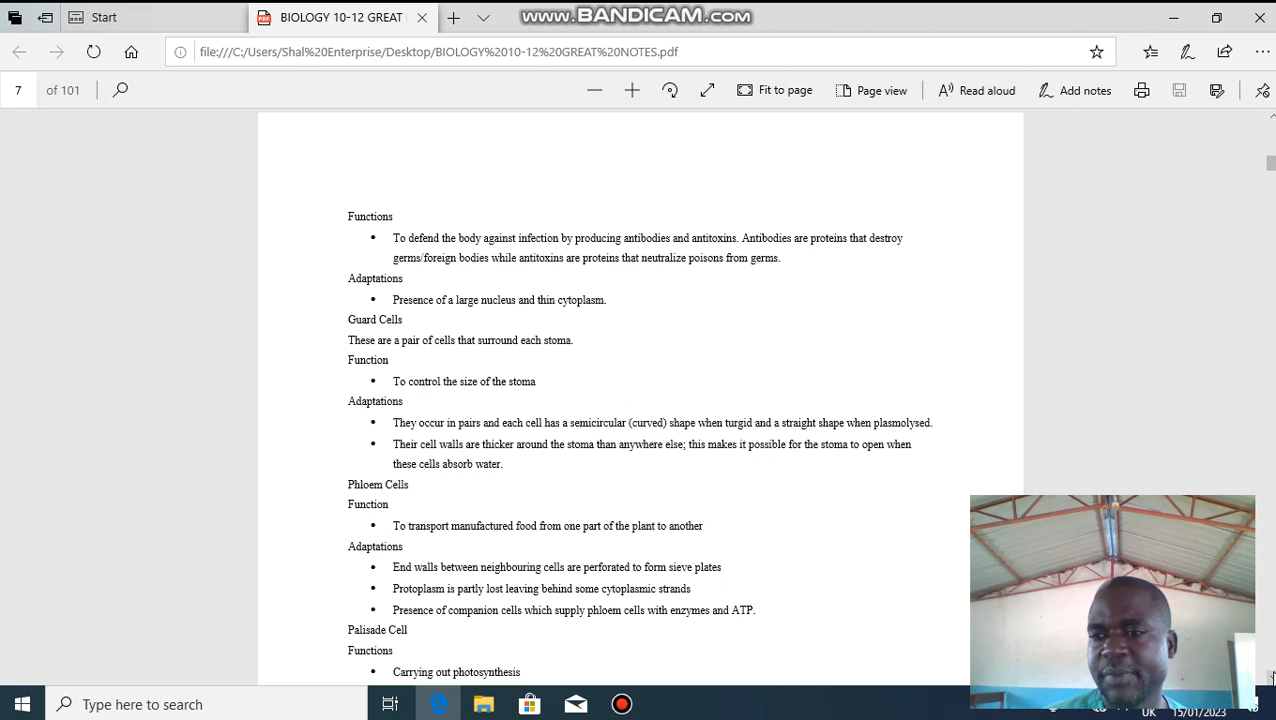 Start
BIOLOGY 10-12 GREAT
www.BANDICAM.com
file:///C:/Users/Shal%20Enterprise/Desktop/BIOLOGY%2010-12%20GREAT%20NOTES.pdf
7 of 101
Fit to page
Page view
Read aloud
Add notes
Functions
• To defend the body against infection by producing antibodies and antitoxins. Antibodies are proteins that destroy
germs/foreign bodies while antitoxins are proteins that neutralize poisons from germs.
Adaptations
• Presence of a large nucleus and thin cytoplasm.
Guard Cells
These are a pair of cells that surround each stoma.
Function
• To control the size of the stoma
Adaptations
• They occur in pairs and each cell has a semicircular (curved) shape when turgid and a straight shape when plasmolysed.
• Their cell walls are thicker around the stoma than anywhere else; this makes it possible for the stoma to open when
these cells absorb water.
Phloem Cells
Function
• To transport manufactured food from one part of the plant to another
Adaptations
• End walls between neighbouring cells are perforated to form sieve plates
• Protoplasm is partly lost leaving behind some cytoplasmic strands
• Presence of companion cells which supply phloem cells with enzymes and ATP.
Palisade Cell
Functions
• Carrying out photosynthesis
Type here to search
UK
15/01/2023